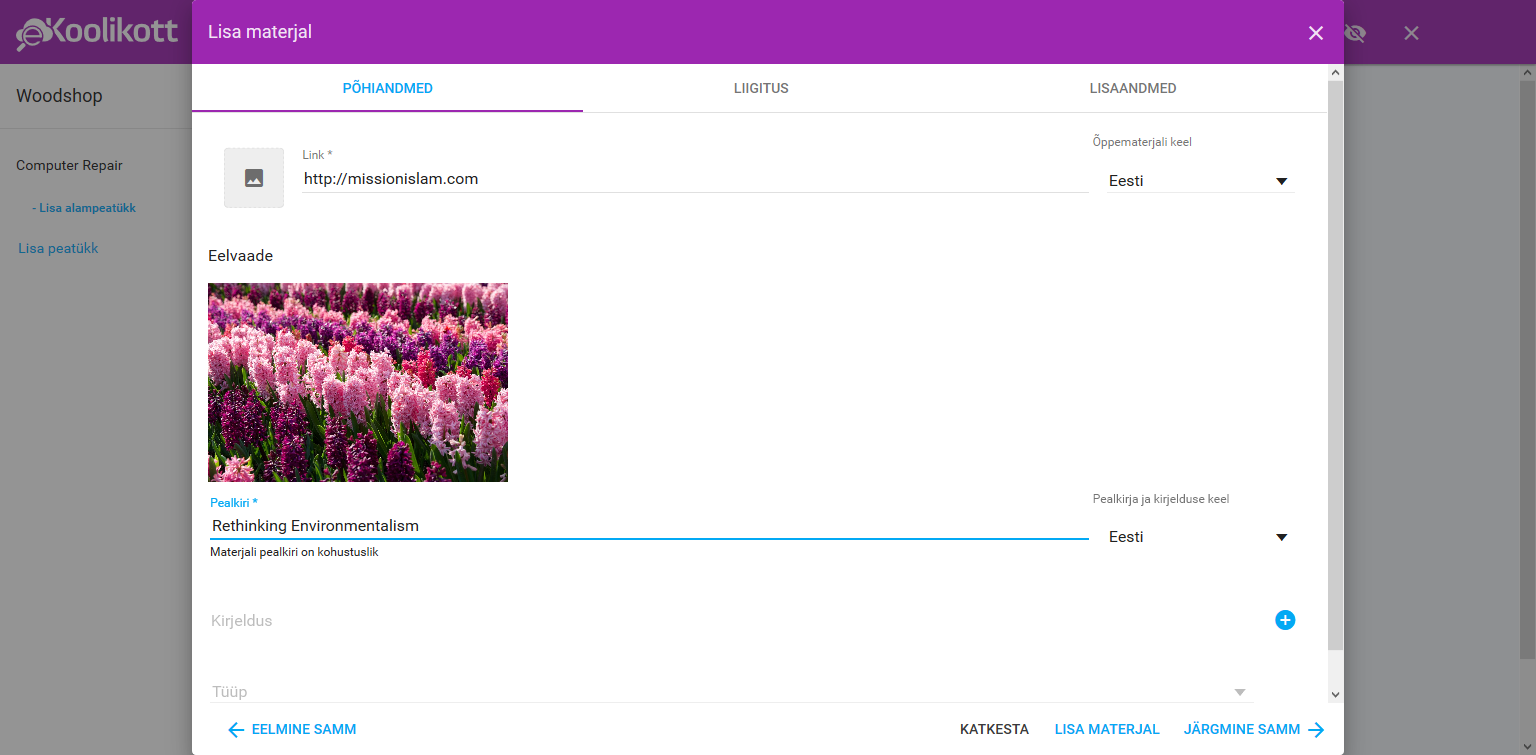 eKoolikott
Lisa materjal
Woodshop
Computer Repair
- Lisa alampeatükk
Lisa peatükk
PÕHIANDMED
LIIGITUS
LISAANDMED
Link *
http://missionislam.com
Õppematerjali keel
Eesti
Eelvaade
Pealkiri *
Rethinking Environmentalism
Materjali pealkiri on kohustuslik
Pealkirja ja kirjelduse keel
Eesti
Kirjeldus
Tüüp
EELMINE SAMM
KATKESTA
LISA MATERJAL
JÄRGMINE SAMM